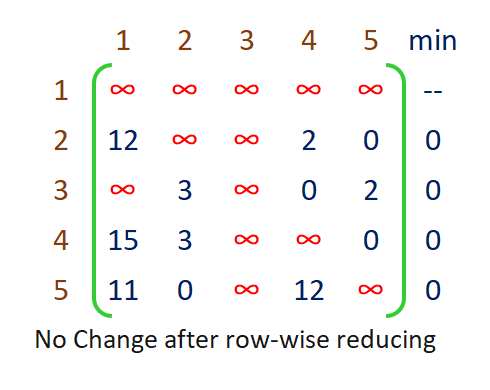 1 2 3 4 5 min
1 ∞ ∞ ∞ ∞ ∞ --
2 12 ∞ ∞ 2 0 0
3 ∞ 3 ∞ 0 2 0
4 15 3 ∞ ∞ 0 0
5 11 0 ∞ 12 ∞ 0
No Change after row-wise reducing